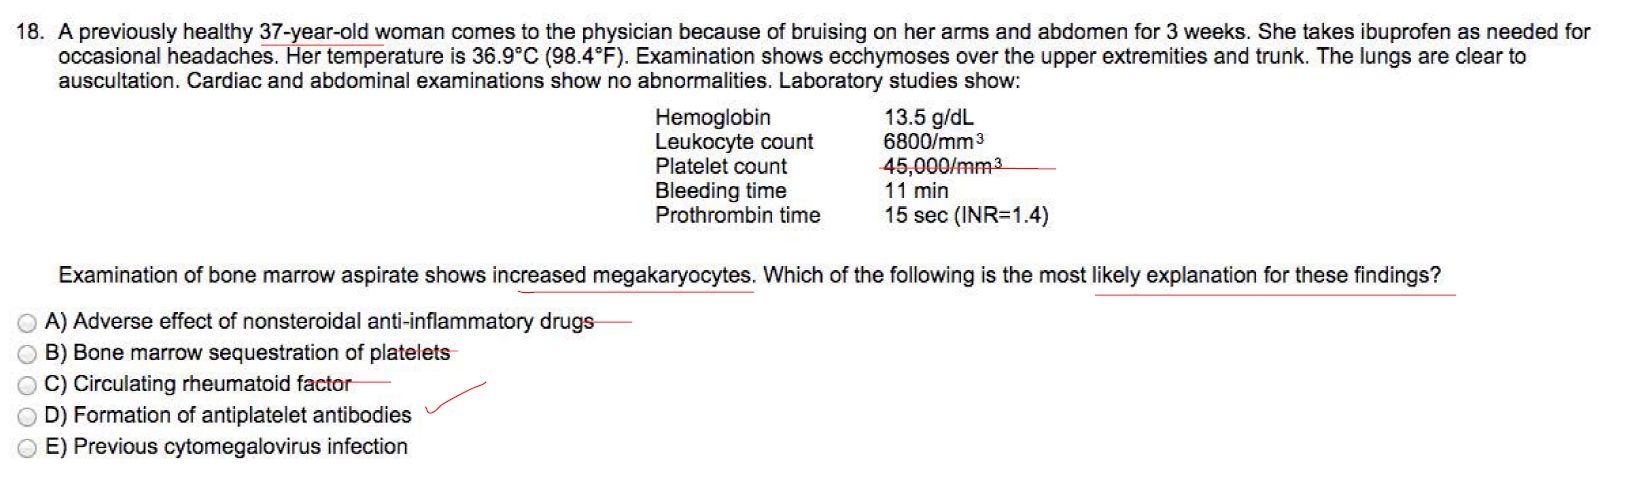 18. A previously healthy 37-year-old woman comes to the physician because of bruising on her arms and abdomen for 3 weeks. She takes ibuprofen as needed for
occasional headaches. Her temperature is 36.9°C (98.4°F). Examination shows ecchymoses over the upper extremities and trunk. The lungs are clear to
auscultation. Cardiac and abdominal examinations show no abnormalities. Laboratory studies show:
Hemoglobin 13.5 g/dL
Leukocyte count 6800/mm³
Platelet count 45,000/mm³
Bleeding time 11 min
Prothrombin time 15 sec (INR=1.4)
Examination of bone marrow aspirate shows increased megakaryocytes. Which of the following is the most likely explanation for these findings?
A) Adverse effect of nonsteroidal anti-inflammatory drugs
B) Bone marrow sequestration of platelets
C) Circulating rheumatoid factor
D) Formation of antiplatelet antibodies
E) Previous cytomegalovirus infection